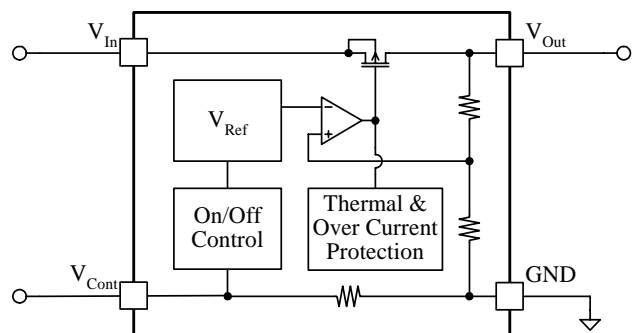 V_In
V_Out
V_Ref
−
+
On/Off
Control
Thermal &
Over Current
Protection
V_Cont
GND